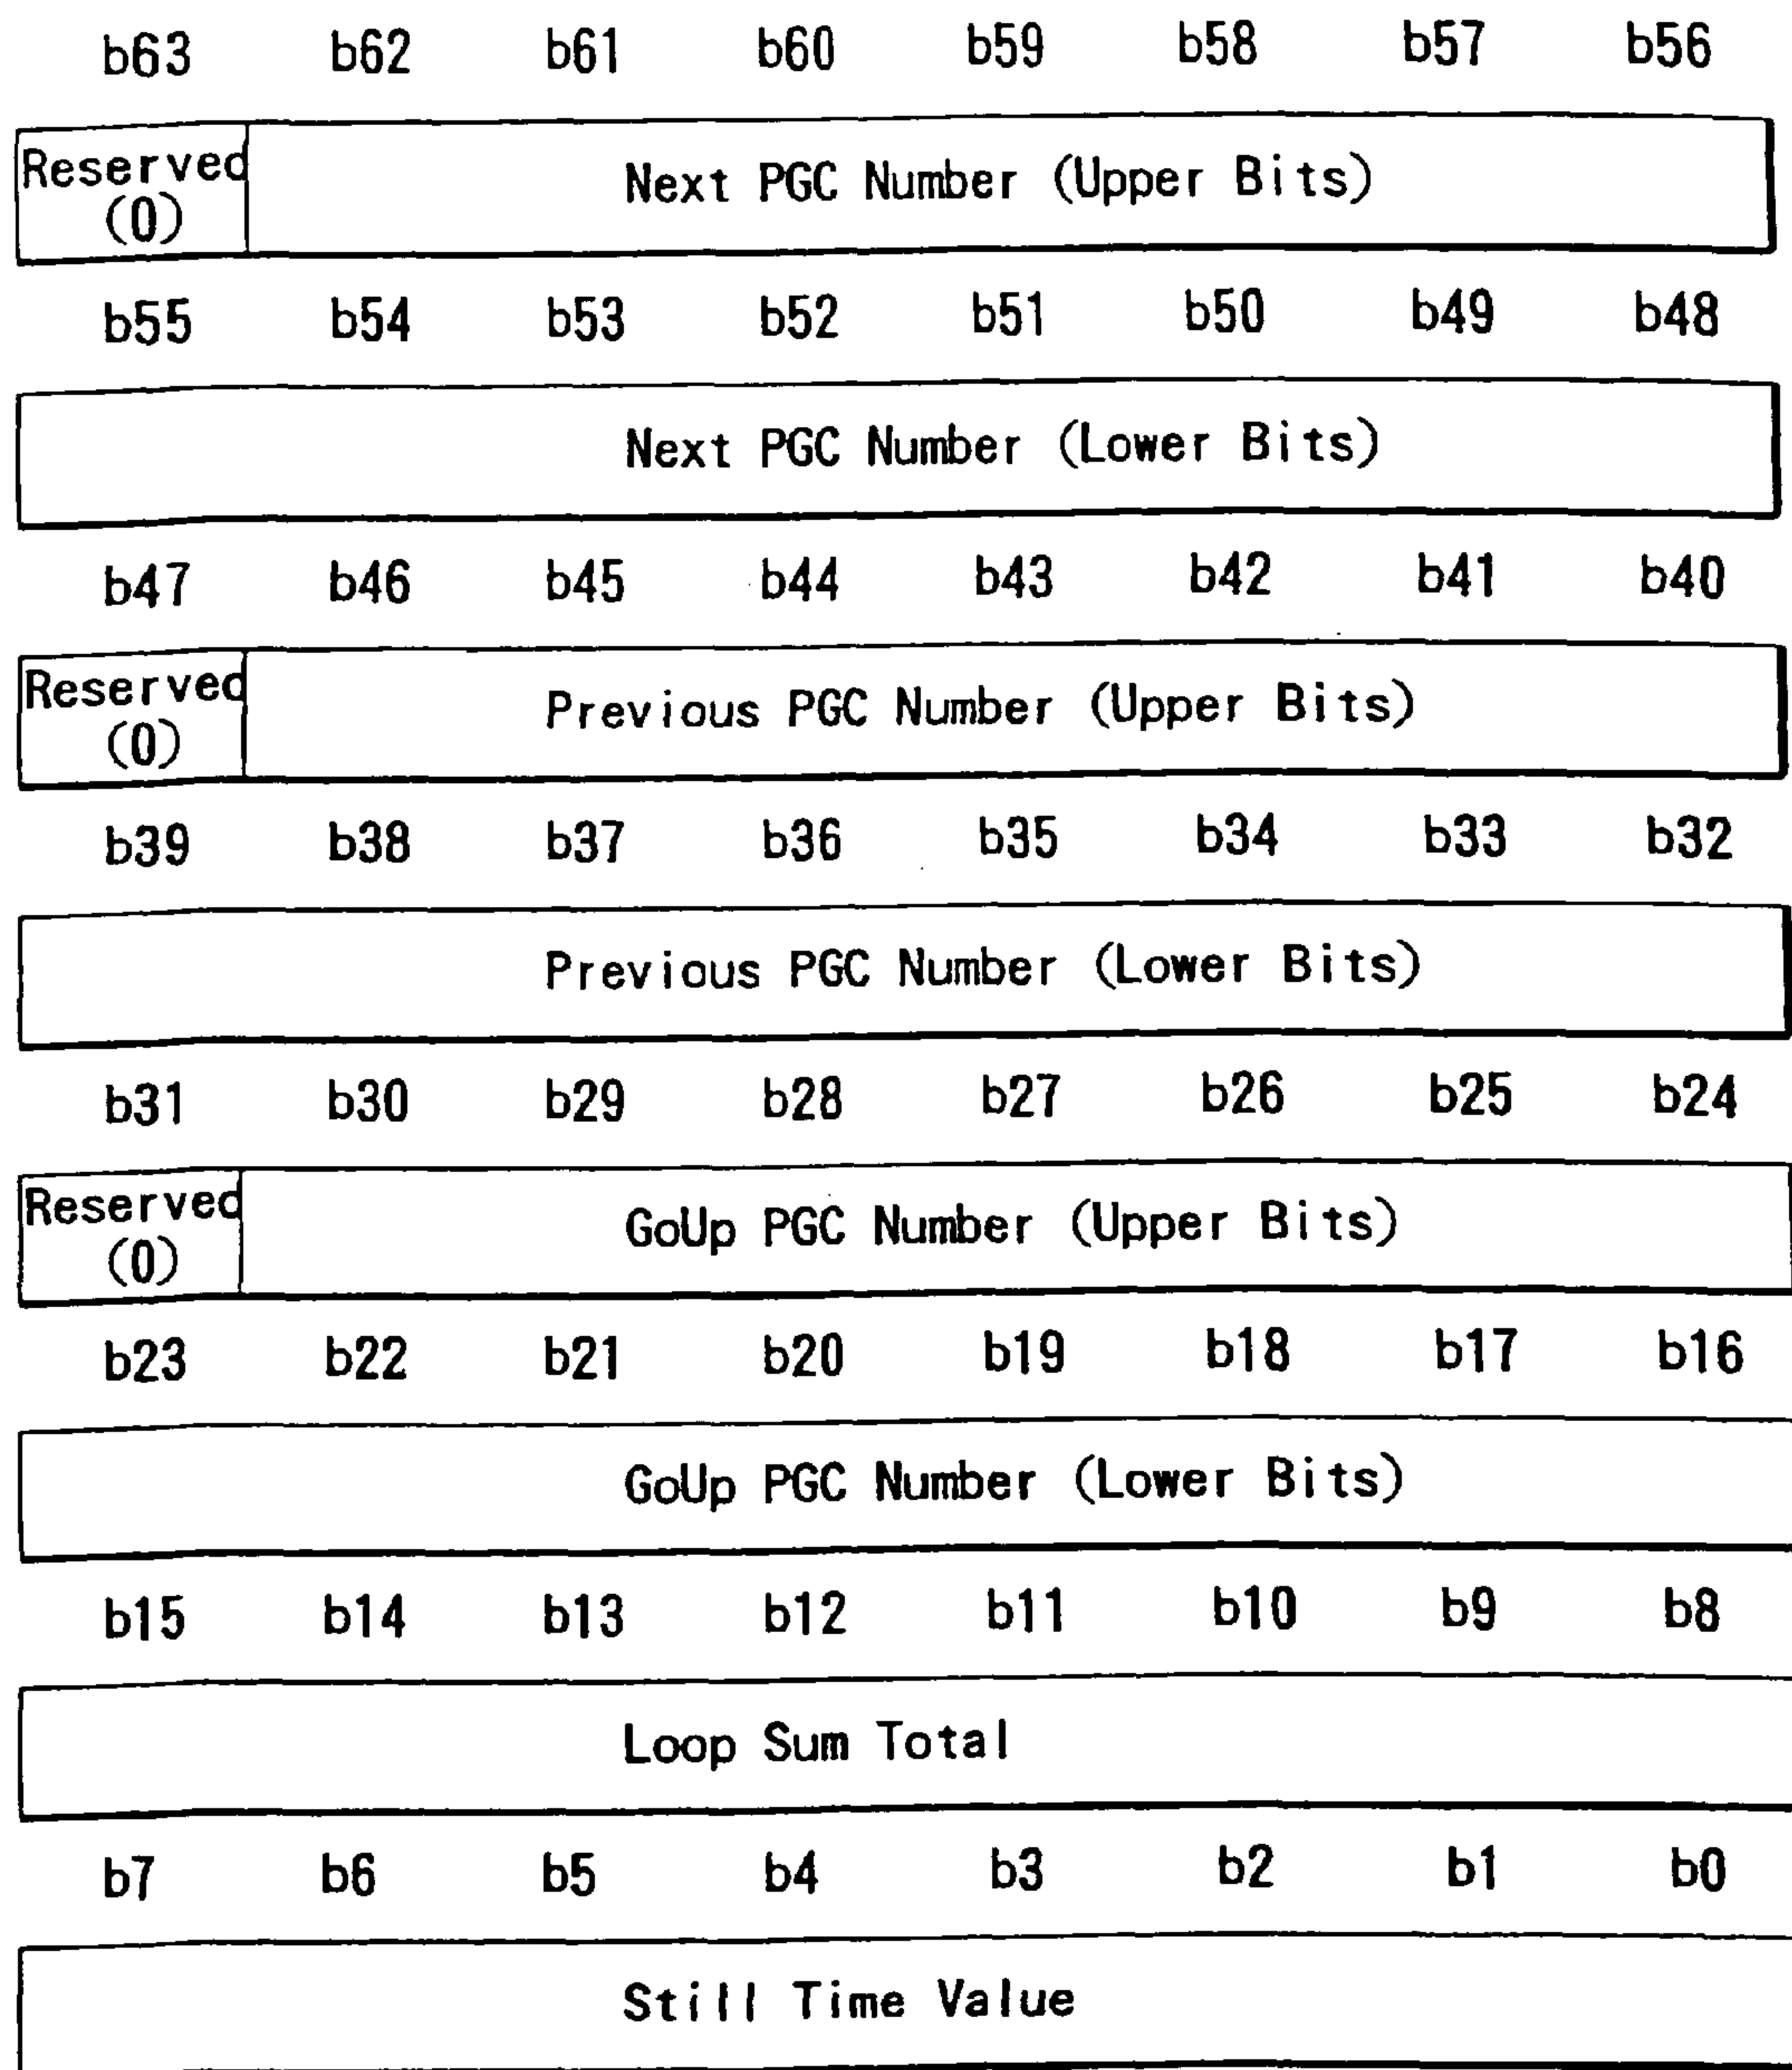 b63 b62 b61 b60 b59 b58 b57 b56
Reserved
(0)
Next PGC Number (Upper Bits)
b55 b54 b53 b52 b51 b50 b49 b48
Next PGC Number (Lower Bits)
b47 b46 b45 b44 b43 b42 b41 b40
Reserved
(0)
Previous PGC Number (Upper Bits)
b39 b38 b37 b36 b35 b34 b33 b32
Previous PGC Number (Lower Bits)
b31 b30 b29 b28 b27 b26 b25 b24
Reserved
(0)
GoUp PGC Number (Upper Bits)
b23 b22 b21 b20 b19 b18 b17 b16
GoUp PGC Number (Lower Bits)
b15 b14 b13 b12 b11 b10 b9 b8
Loop Sum Total
b7 b6 b5 b4 b3 b2 b1 b0
Still Time Value